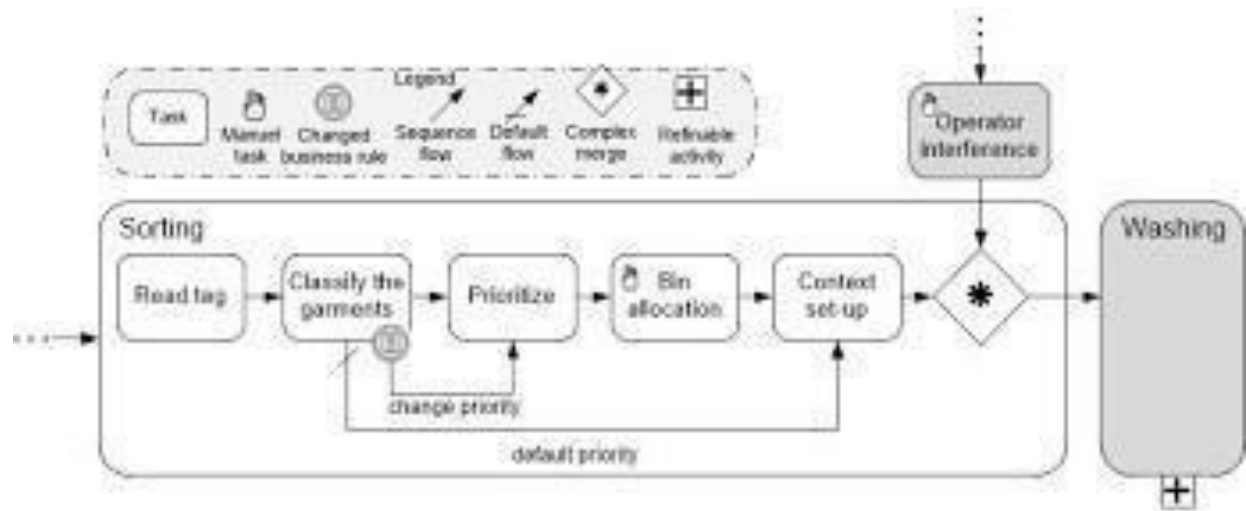 Legend
Task
Manual
task
Changed
business rule
Sequence
flow
Default
flow
Complex
merge
Refinable
activity
Operator
interference
Sorting
Read tag
Classify the
garments
Prioritize
Bin
allocation
Context
set-up
Washing
change priority
default priority